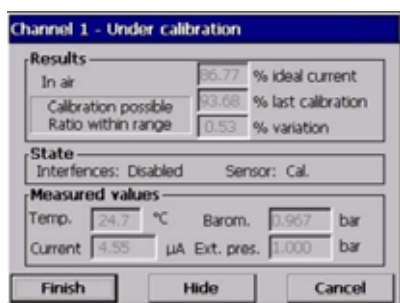 Channel 1 - Under calibration
Results
In air
86.77 % ideal current
Calibration possible
93.68 % last calibration
Ratio within range
0.53 % variation
State
Interfences: Disabled Sensor: Cal.
Measured values
Temp. 24.7 °C Barom. 0.967 bar
Current 4.55 µA Ext. pres. 1.000 bar
Finish Hide Cancel